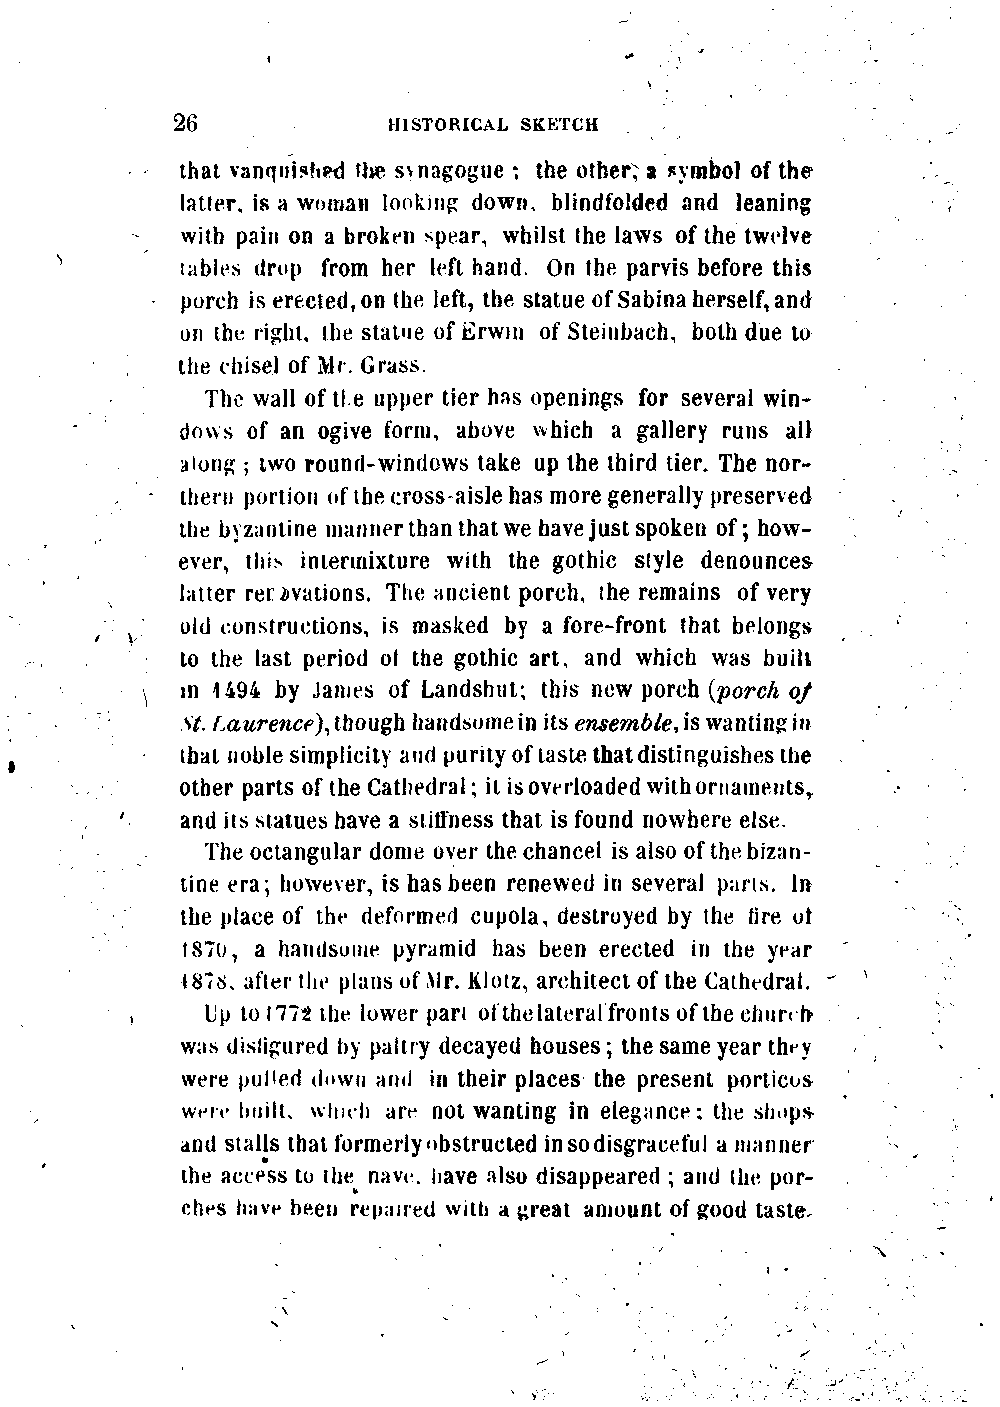 26 HISTORICAL SKETCH
that vanquished the synagogue ; the other, a symbol of the
latter, is a woman looking down, blindfolded and leaning
with pain on a broken spear, whilst the laws of the twelve
tables drop from her left hand. On the parvis before this
porch is erected, on the left, the statue of Sabina herself, and
on the right, the statue of Erwin of Steinbach, both due to
the chisel of Mr. Grass.
The wall of the upper tier has openings for several win-
dows of an ogive form, above which a gallery runs all
along ; two round-windows take up the third tier. The nor-
thern portion of the cross-aisle has more generally preserved
the byzantine manner than that we have just spoken of ; how-
ever, this intermixture with the gothic style denounces
latter renovations. The ancient porch, the remains of very
old constructions, is masked by a fore-front that belongs
to the last period of the gothic art, and which was built
in 1494 by James of Landshut; this new porch (porch of
St. Laurence), though handsome in its ensemble, is wanting in
that noble simplicity and purity of taste that distinguishes the
other parts of the Cathedral ; it is overloaded with ornaments,
and its statues have a stiffness that is found nowhere else.
The octangular dome over the chancel is also of the bizan-
tine era; however, is has been renewed in several parts. In
the place of the deformed cupola, destroyed by the fire of
1870, a handsome pyramid has been erected in the year
1878, after the plans of Mr. Klotz, architect of the Cathedral.
Up to 1772 the lower part of the lateral fronts of the church
was disfigured by paltry decayed houses ; the same year they
were pulled down and in their places the present porticos
were built, which are not wanting in elegance ; the shops
and stalls that formerly obstructed in so disgraceful a manner
the access to the nave, have also disappeared ; and the por-
ches have been repaired with a great amount of good taste.